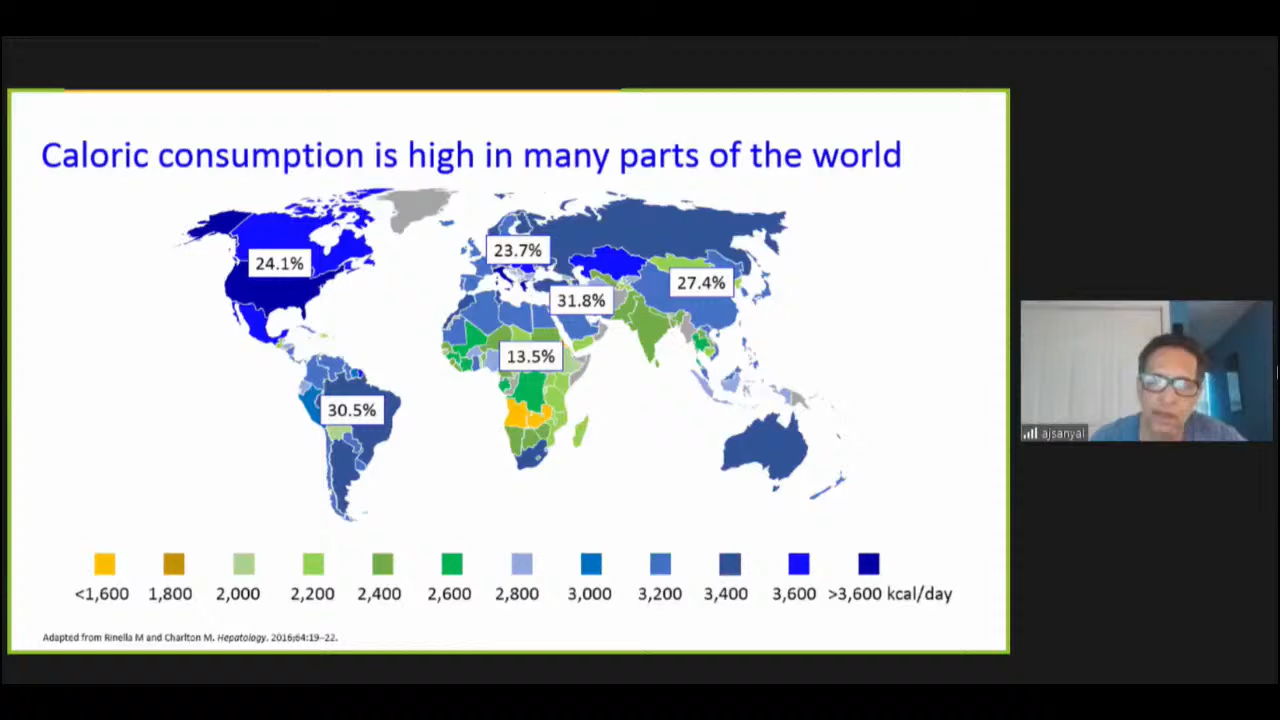 Caloric consumption is high in many parts of the world
24.1%
23.7%
27.4%
31.8%
13.5%
30.5%
<1,600 1,800 2,000 2,200 2,400 2,600 2,800 3,000 3,200 3,400 3,600 >3,600 kcal/day
Adapted from Rinella M and Charlton M. Hepatology. 2016;64:19–22.
ajsanyal